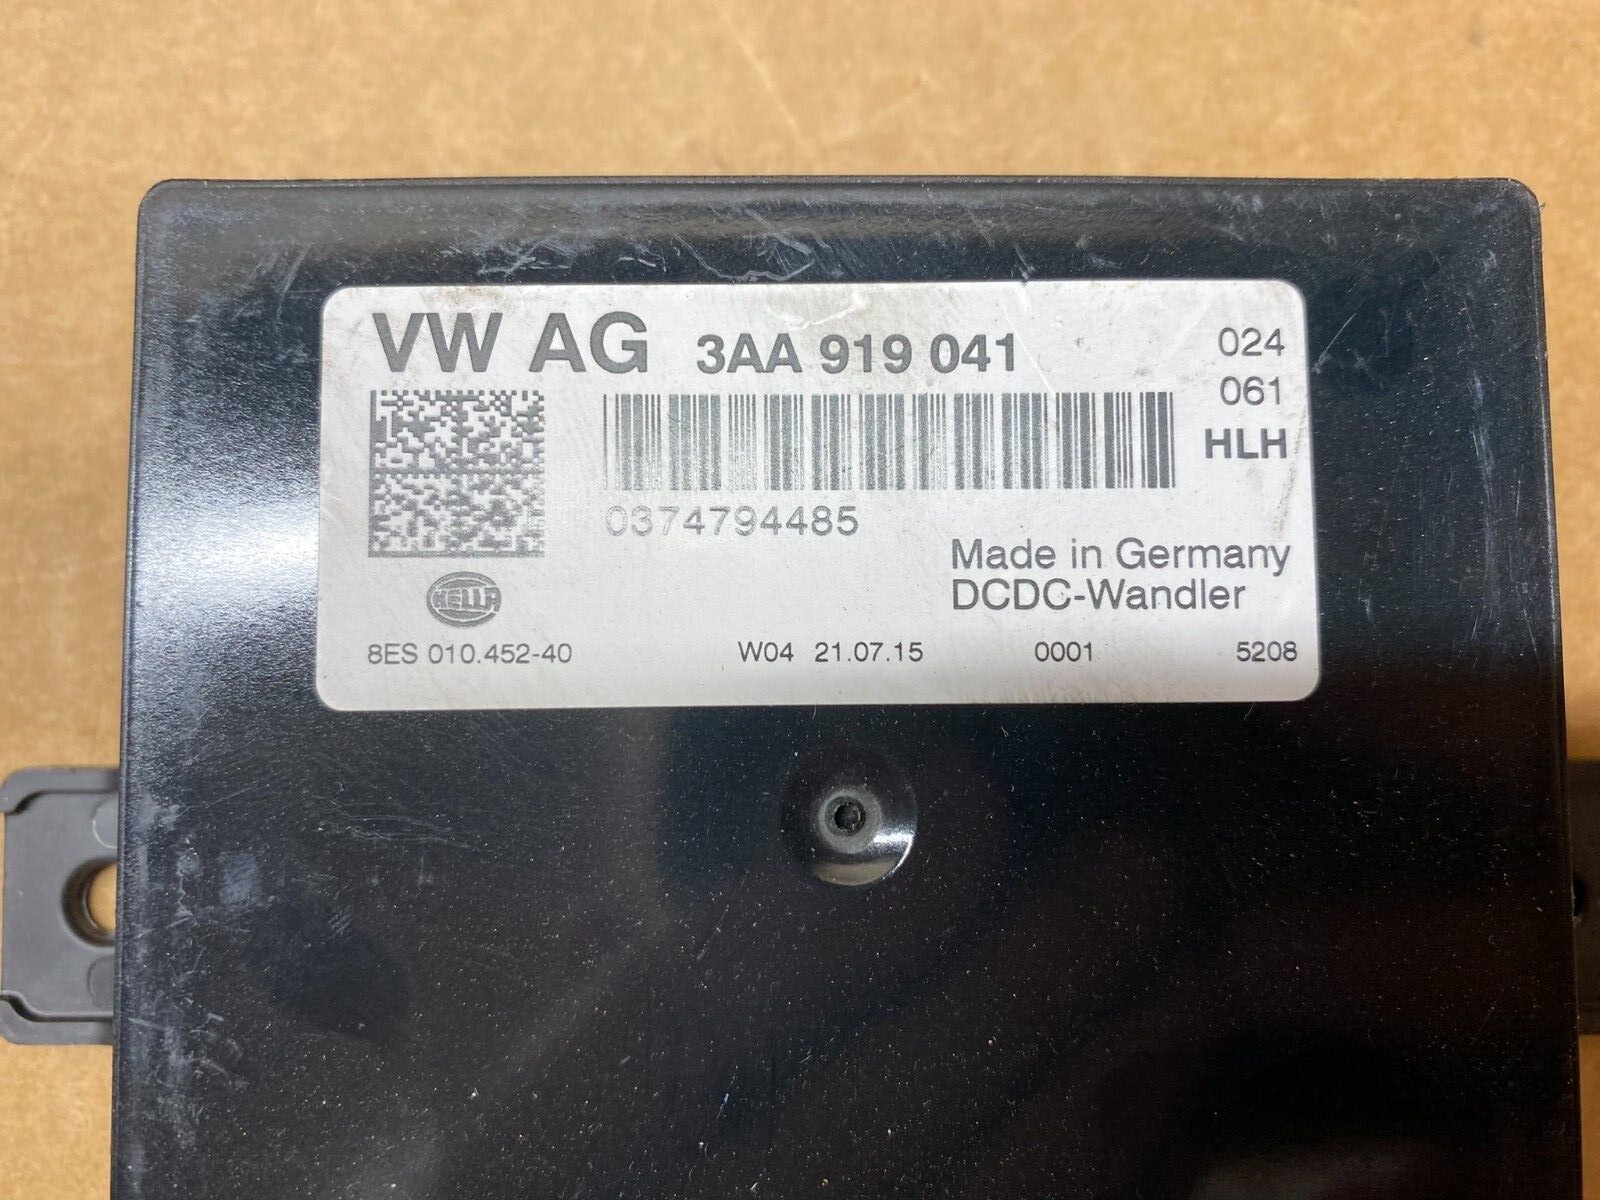 VW AG 3AA 919 041 024
061
HLH
0374794485
Made in Germany
DCDC-Wandler
HELLA
8ES 010.452-40 W04 21.07.15 0001 5208